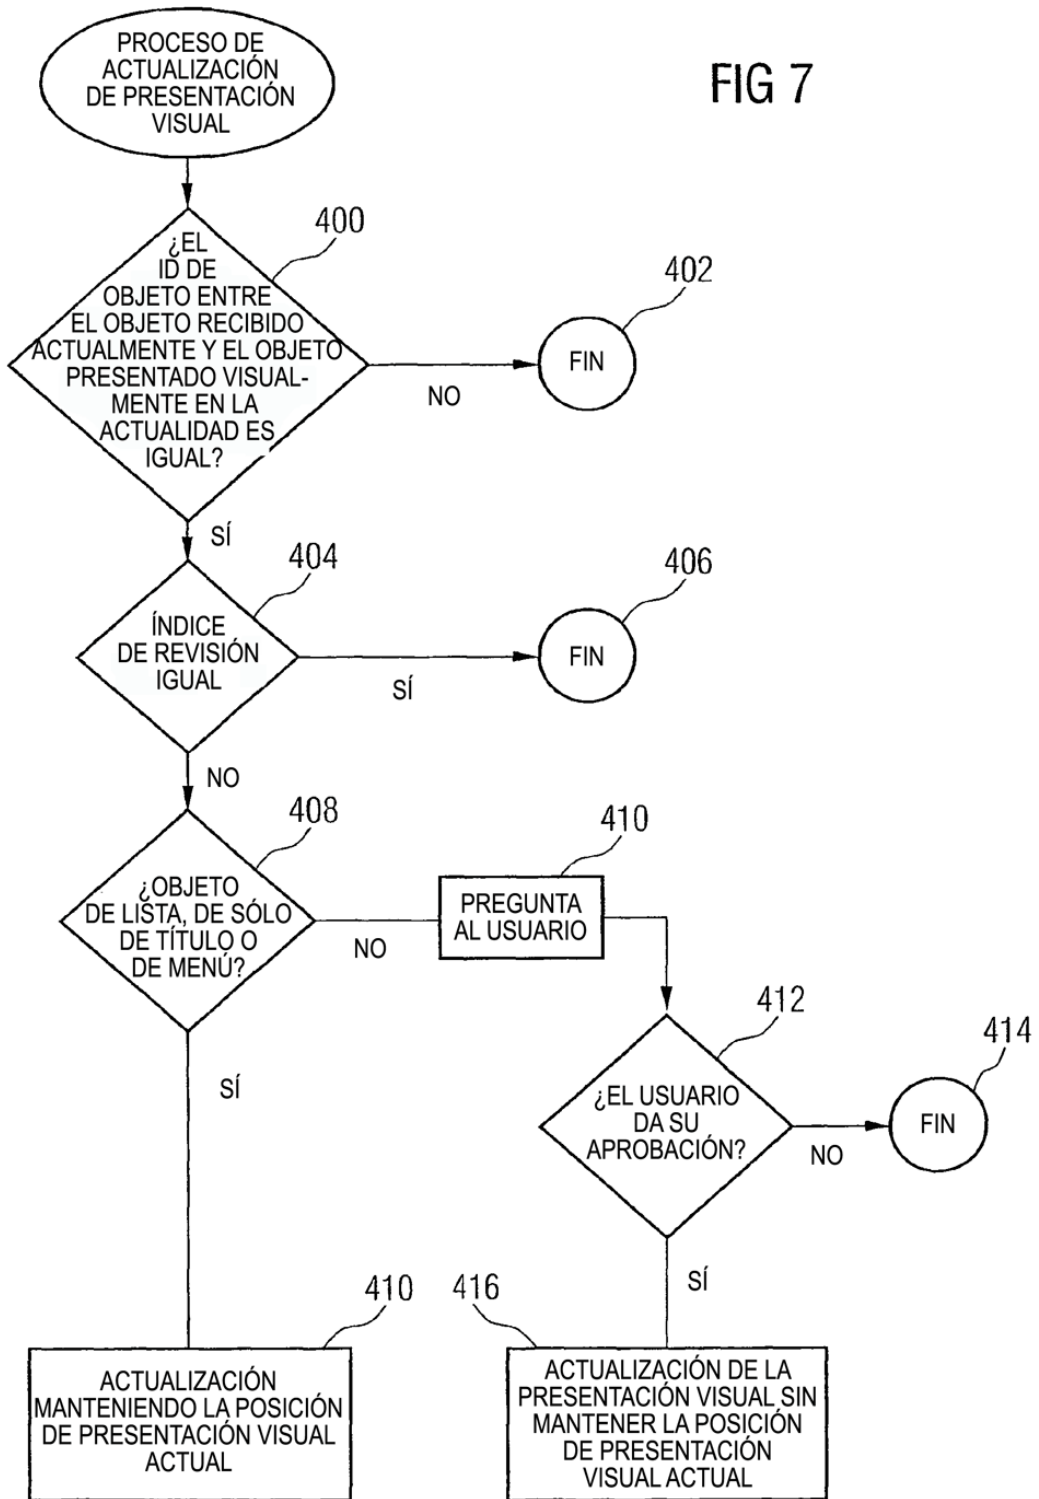 PROCESO DE
ACTUALIZACIÓN
DE PRESENTACIÓN
VISUAL
FIG 7
400
¿EL
ID DE
OBJETO ENTRE
EL OBJETO RECIBIDO
ACTUALMENTE Y EL OBJETO
PRESENTADO VISUAL-
MENTE EN LA
ACTUALIDAD ES
IGUAL?
NO
402
FIN
SÍ
404
ÍNDICE
DE REVISIÓN
IGUAL
SÍ
406
FIN
NO
408
¿OBJETO
DE LISTA, DE SÓLO
DE TÍTULO O
DE MENÚ?
NO
410
PREGUNTA
AL USUARIO
412
¿EL USUARIO
DA SU
APROBACIÓN?
NO
414
FIN
SÍ
SÍ
410
ACTUALIZACIÓN
MANTENIENDO LA POSICIÓN
DE PRESENTACIÓN VISUAL
ACTUAL
416
ACTUALIZACIÓN DE LA
PRESENTACIÓN VISUAL SIN
MANTENER LA POSICIÓN
DE PRESENTACIÓN
VISUAL ACTUAL